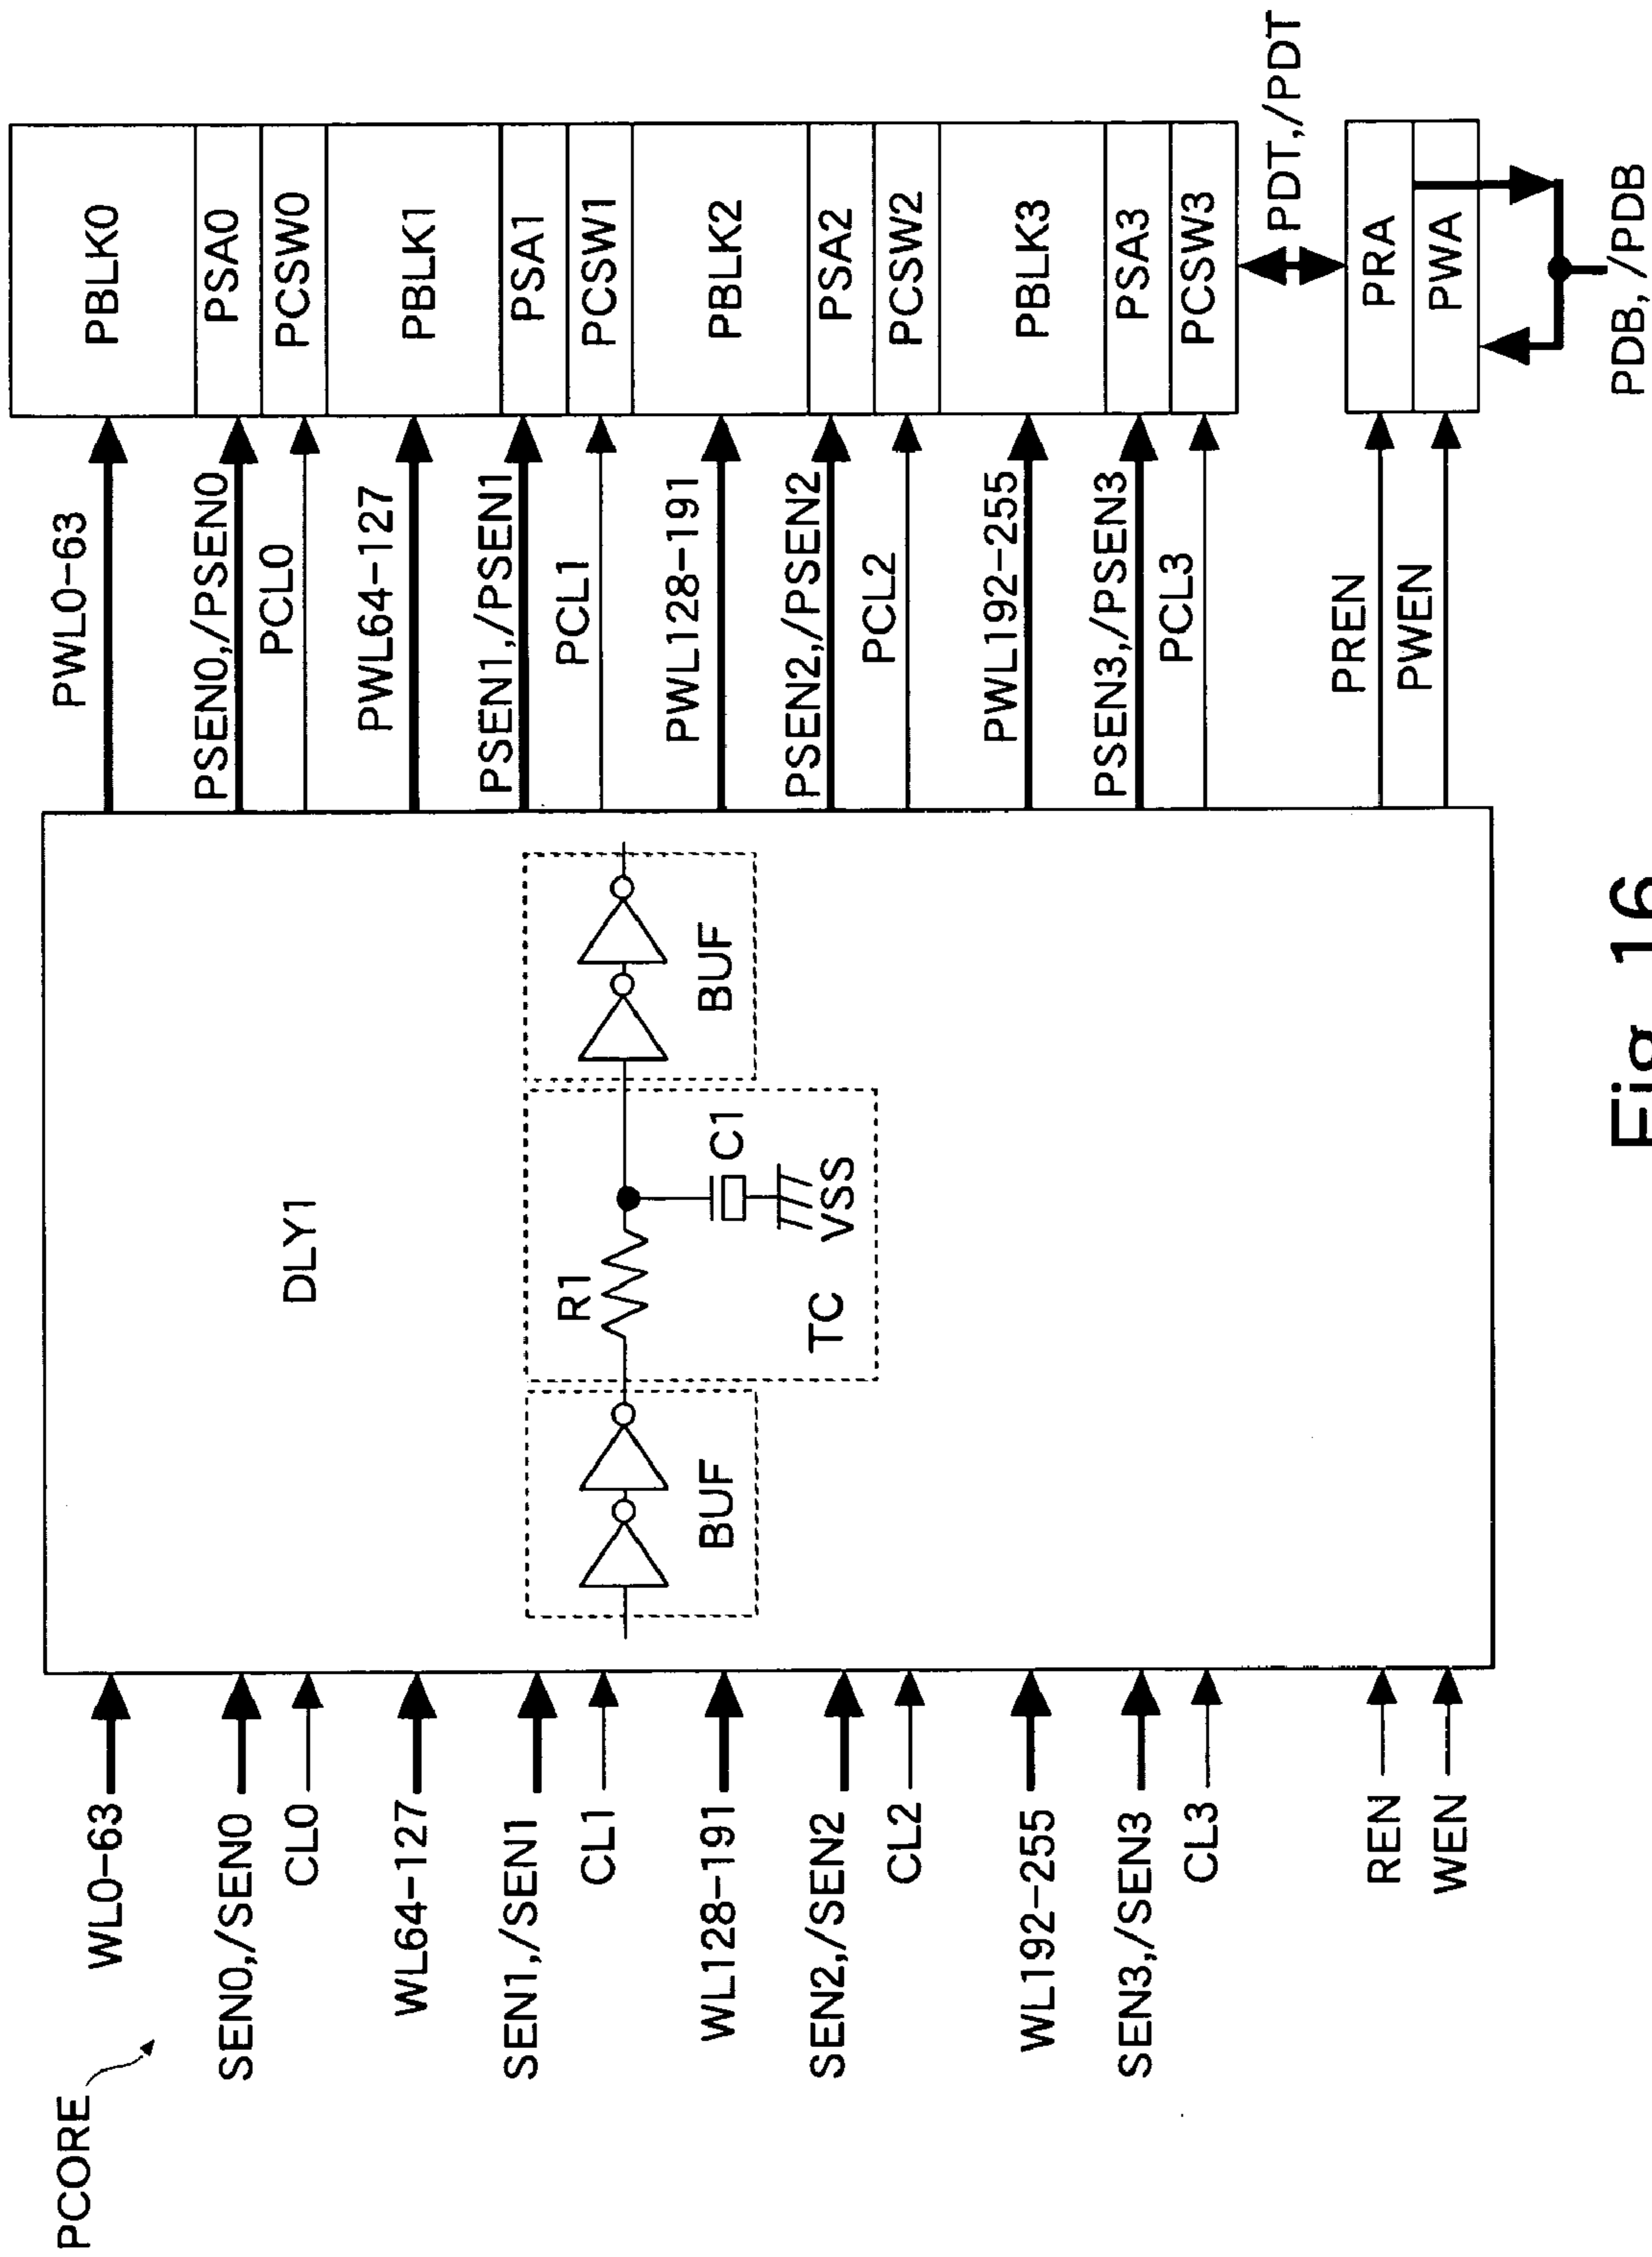 PCORE
WL0-63
SEN0,/SEN0
CL0
WL64-127
SEN1,/SEN1
CL1
WL128-191
SEN2,/SEN2
CL2
WL192-255
SEN3,/SEN3
CL3
REN
WEN
DLY1
BUF
R1
C1
VSS
TC
BUF
PWL0-63
PSEN0,/PSEN0
PCL0
PWL64-127
PSEN1,/PSEN1
PCL1
PWL128-191
PSEN2,/PSEN2
PCL2
PWL192-255
PSEN3,/PSEN3
PCL3
PREN
PWEN
PBLK0
PSA0
PCSW0
PBLK1
PSA1
PCSW1
PBLK2
PSA2
PCSW2
PBLK3
PSA3
PCSW3
PDT,/PDT
PRA
PWA
PDB, /PDB
Fig. 16